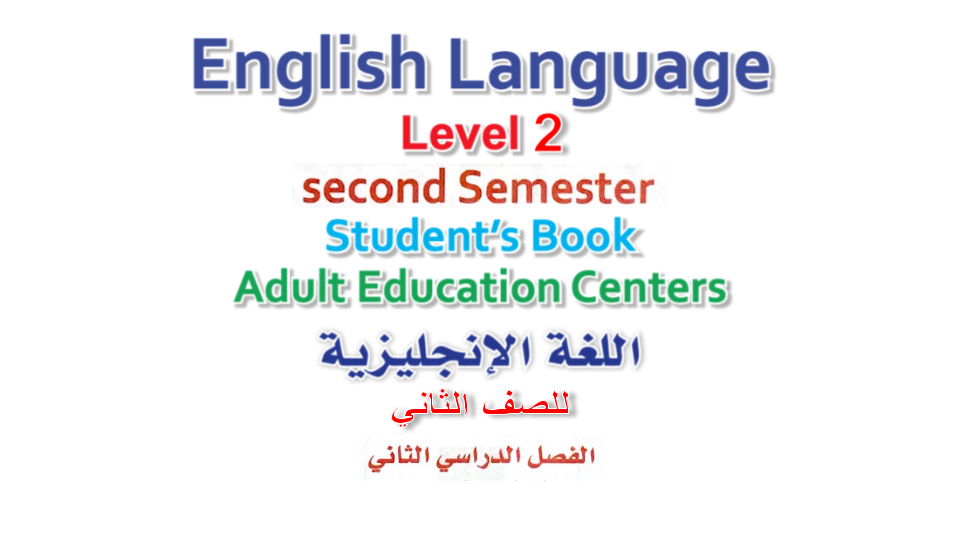 English Language
Level 2
second Semester
Student's Book
Adult Education Centers
اللغة الإنجليزية
للصف الثاني
الفصل الدراسي الثاني